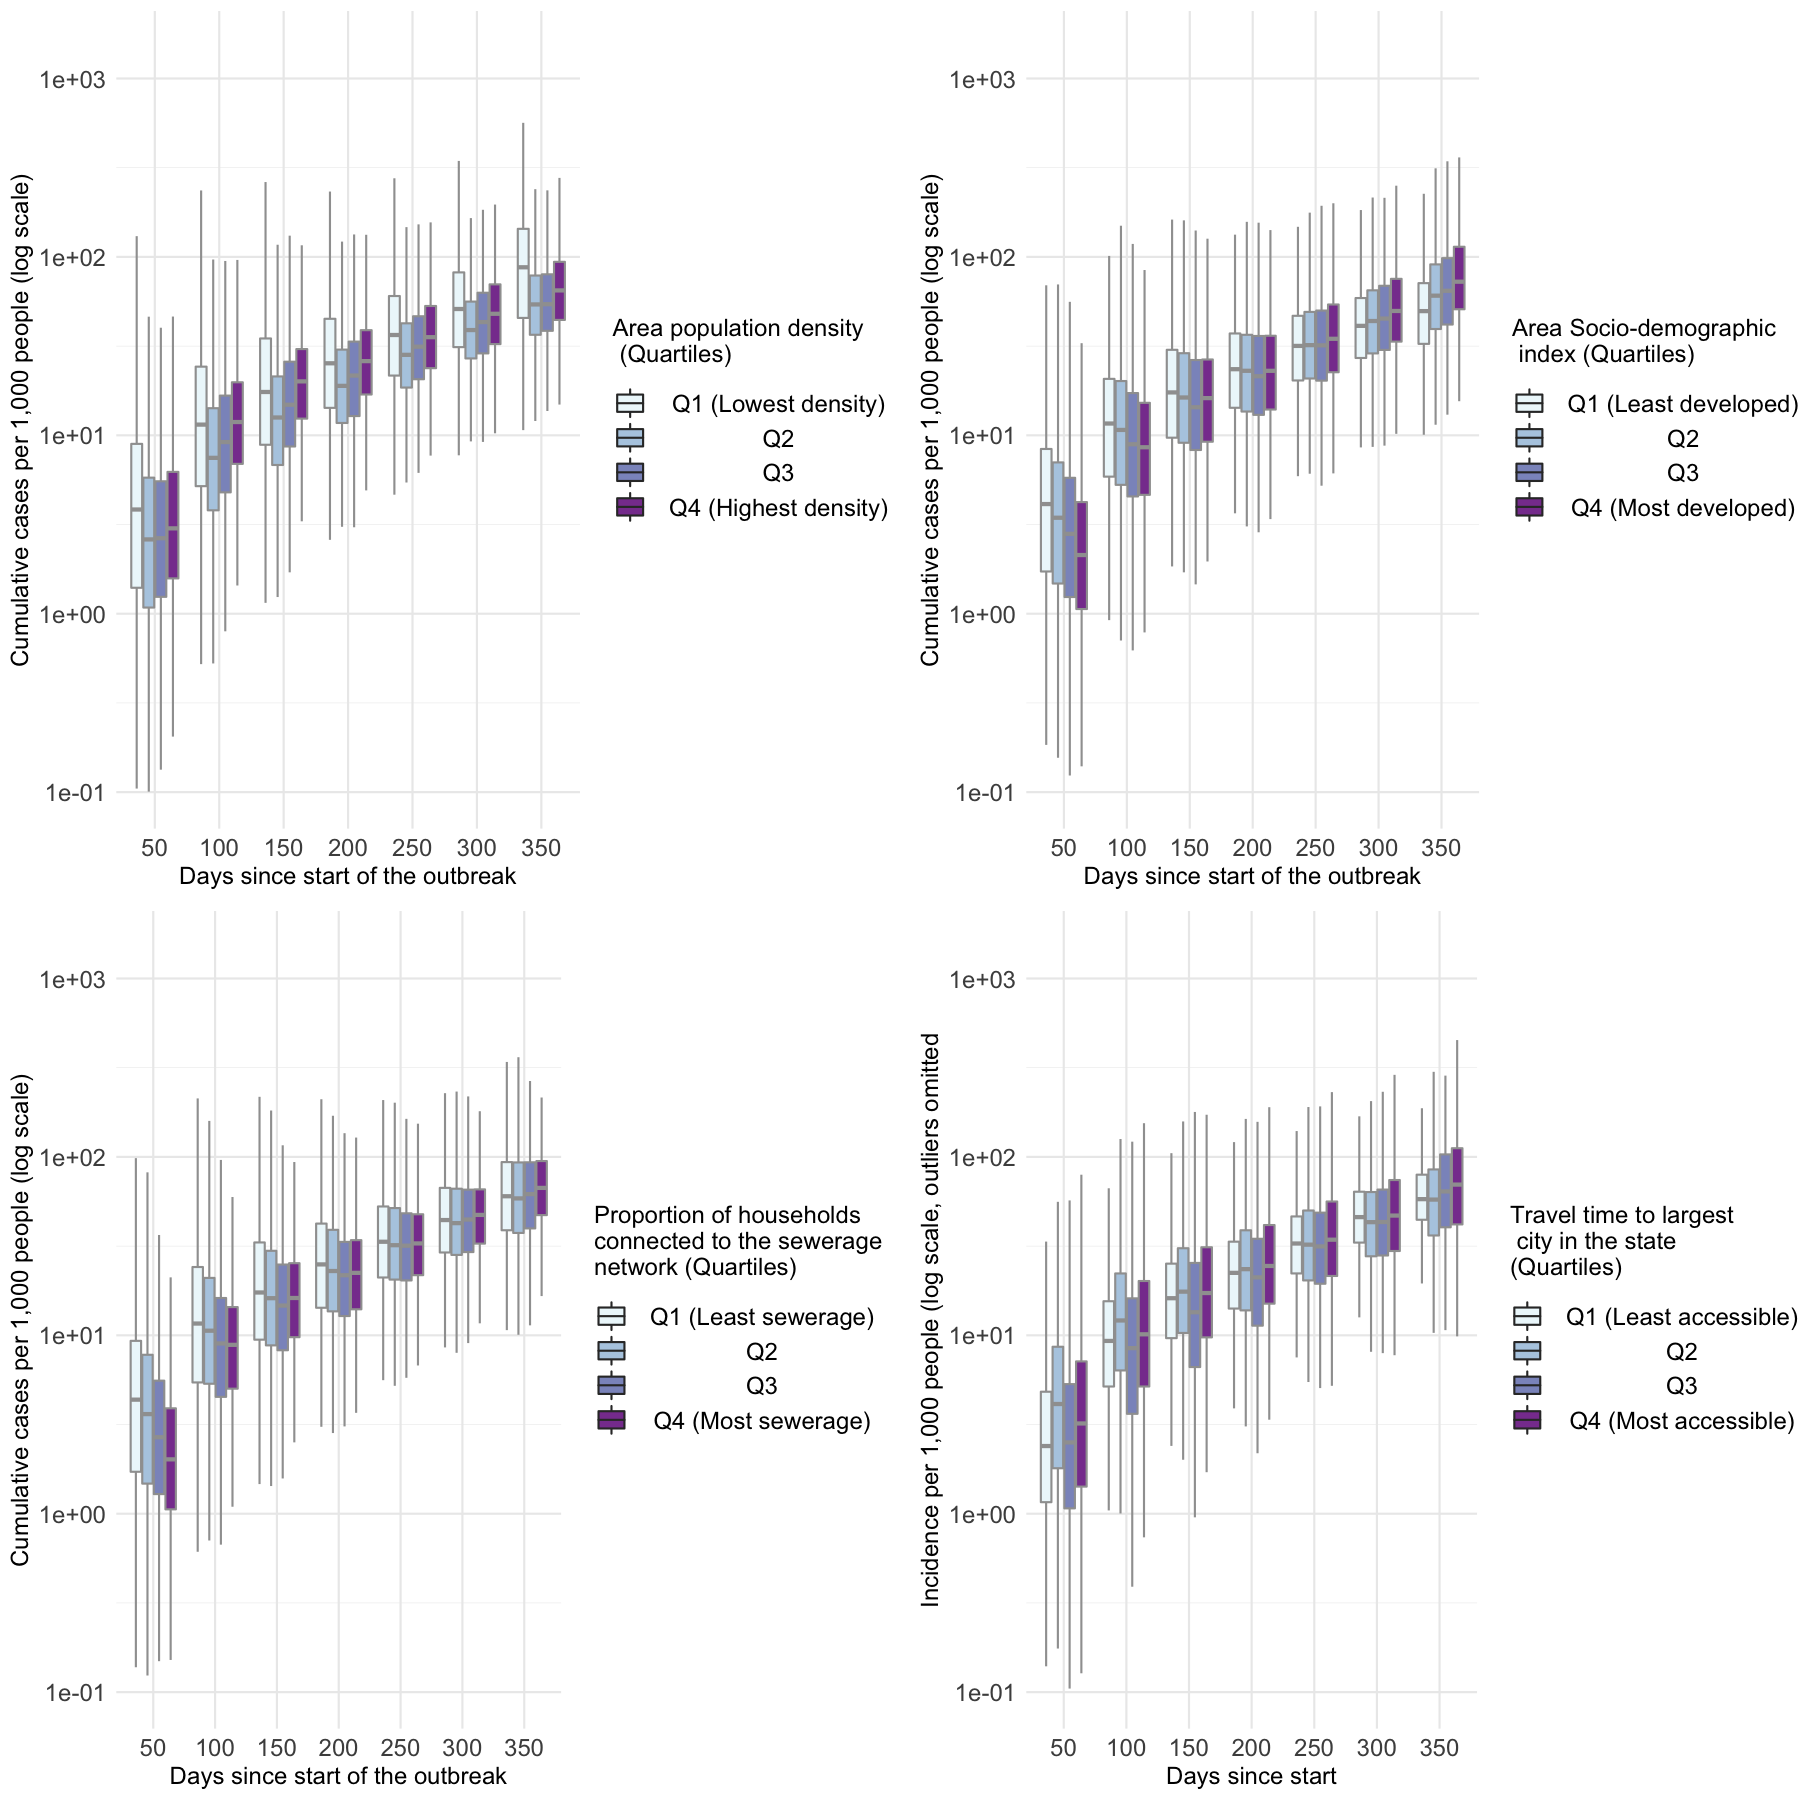 Cumulative cases per 1,000 people (log scale)
1e+03
1e+02
1e+01
1e+00
1e-01
50 100 150 200 250 300 350
Days since start of the outbreak
Area population density
(Quartiles)
Q1 (Lowest density)
Q2
Q3
Q4 (Highest density)
Cumulative cases per 1,000 people (log scale)
1e+03
1e+02
1e+01
1e+00
1e-01
50 100 150 200 250 300 350
Days since start of the outbreak
Area Socio-demographic
index (Quartiles)
Q1 (Least developed)
Q2
Q3
Q4 (Most developed)
Cumulative cases per 1,000 people (log scale)
1e+03
1e+02
1e+01
1e+00
1e-01
50 100 150 200 250 300 350
Days since start of the outbreak
Proportion of households
connected to the sewerage
network (Quartiles)
Q1 (Least sewerage)
Q2
Q3
Q4 (Most sewerage)
Incidence per 1,000 people (log scale, outliers omitted
1e+03
1e+02
1e+01
1e+00
1e-01
50 100 150 200 250 300 350
Days since start
Travel time to largest
city in the state
(Quartiles)
Q1 (Least accessible)
Q2
Q3
Q4 (Most accessible)